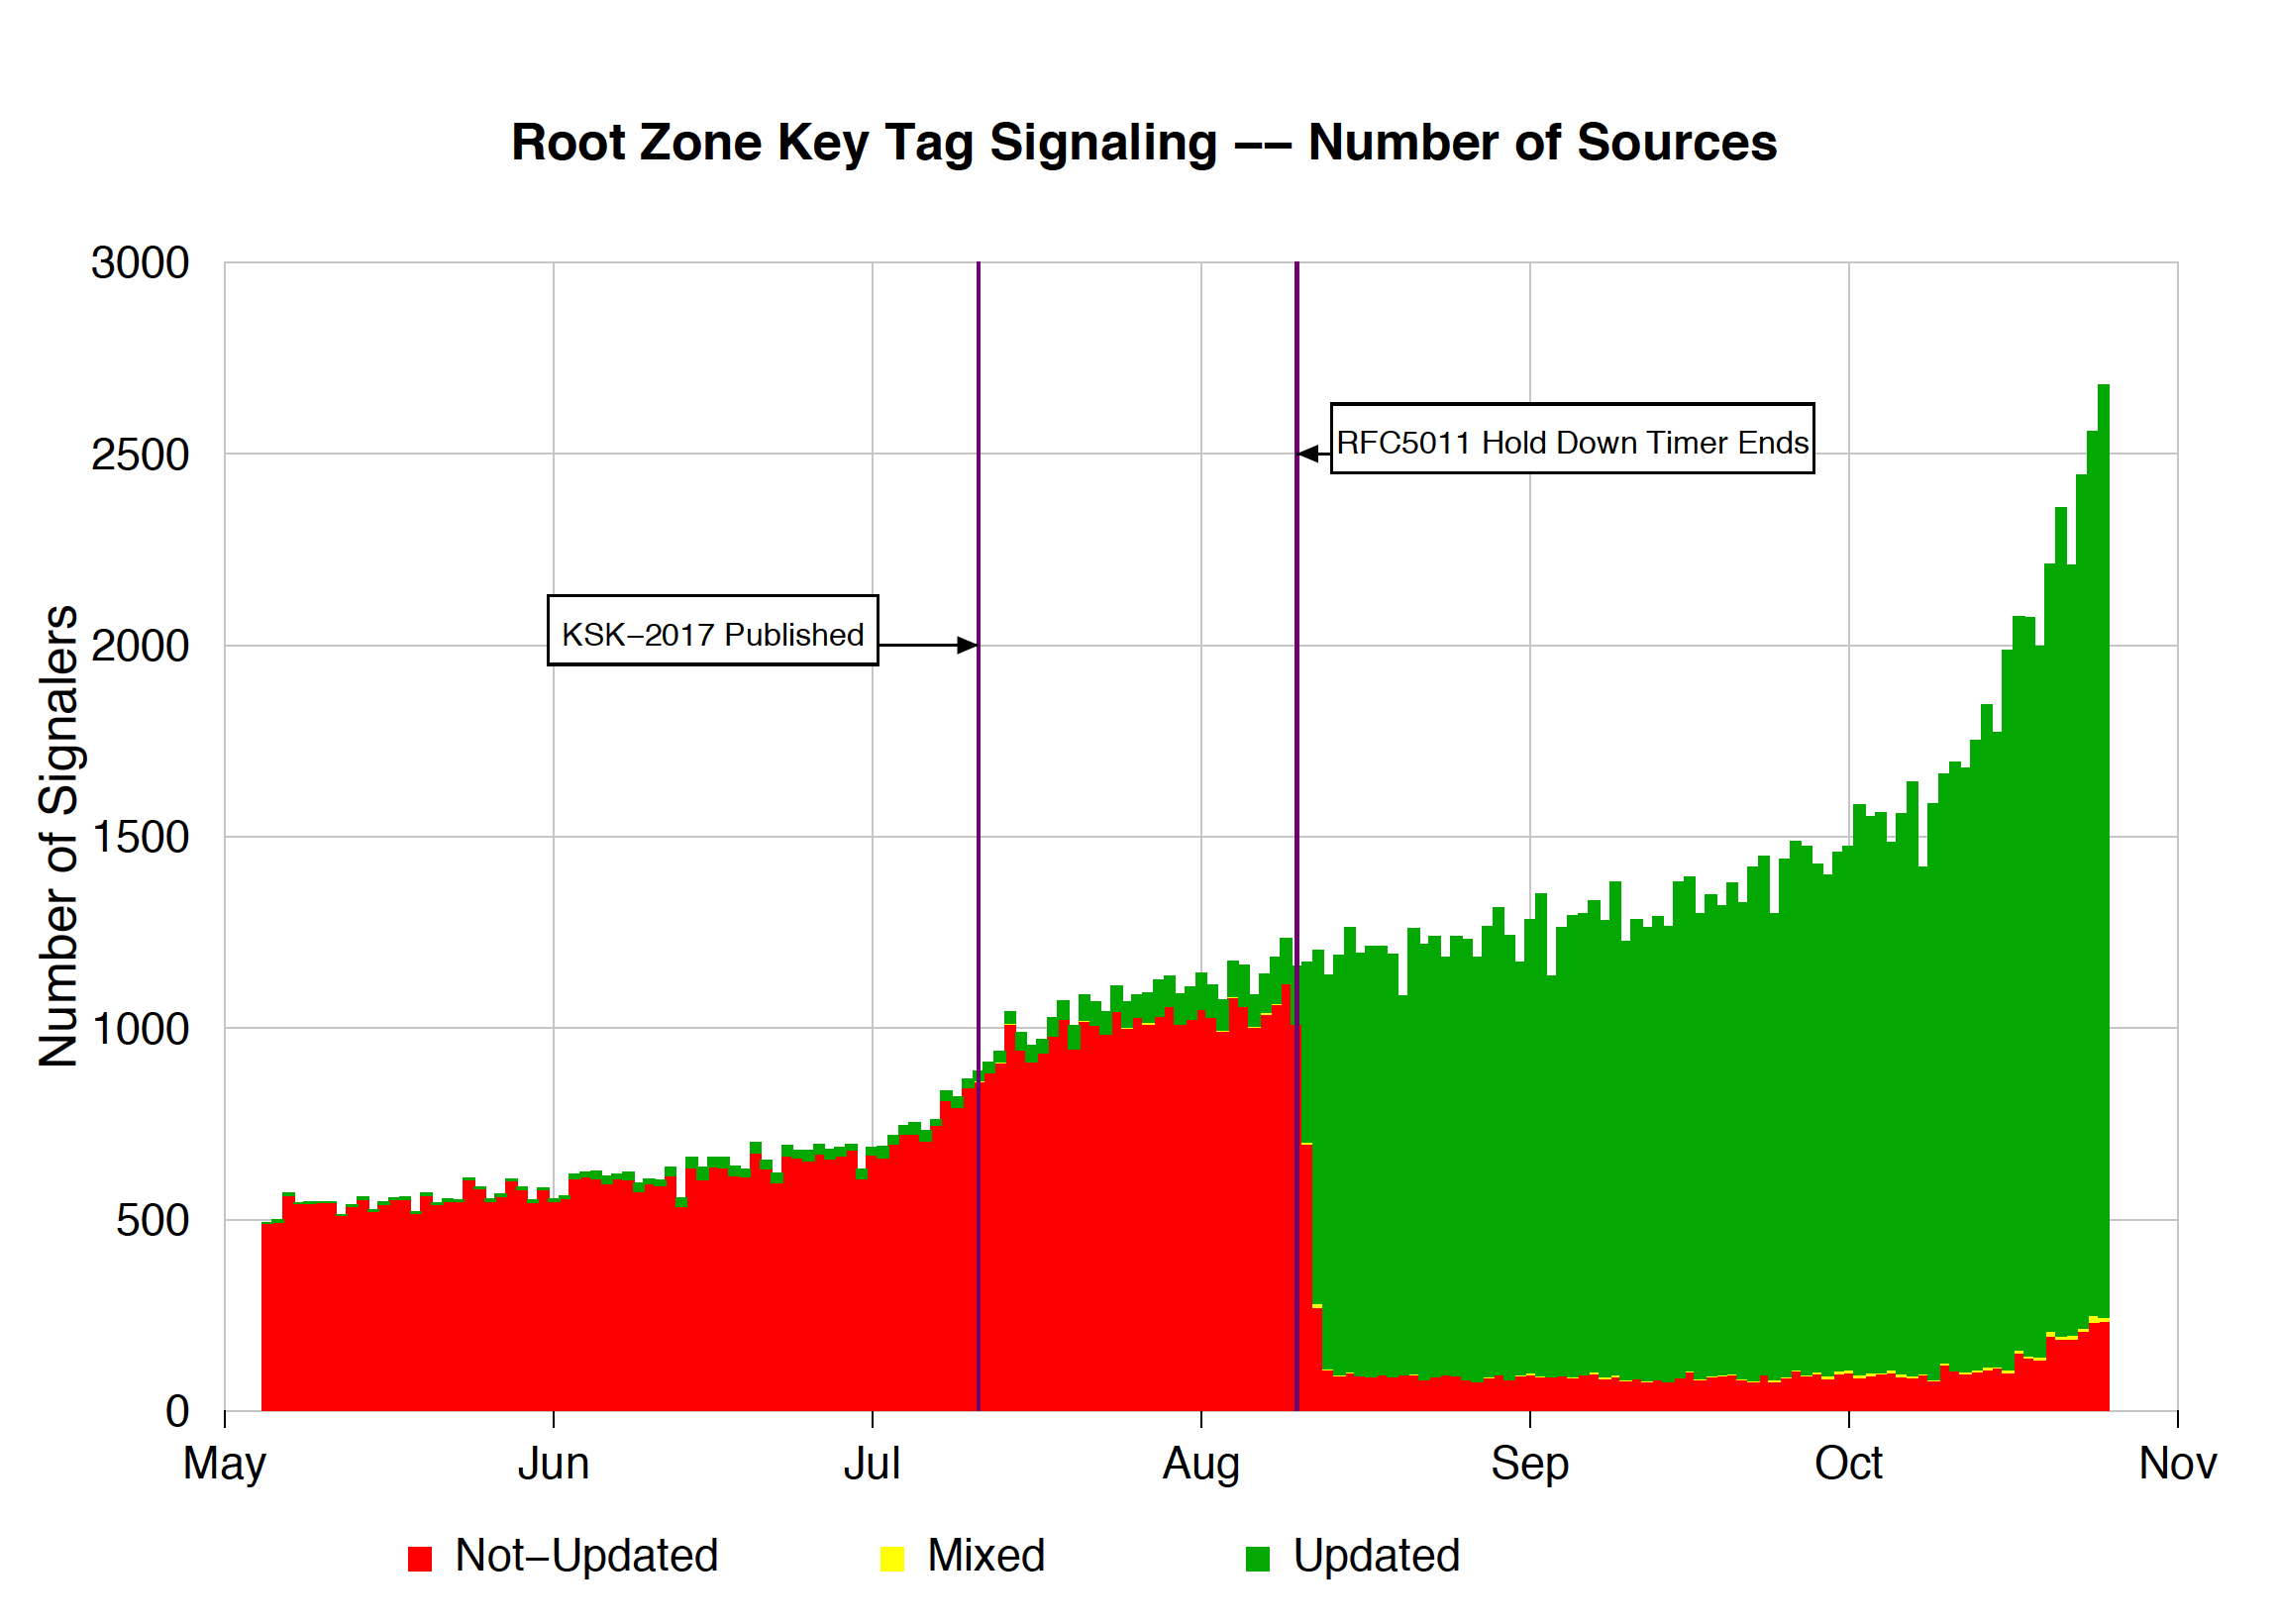 Root Zone Key Tag Signaling −− Number of Sources
Number of Signalers
3000
2500
2000
1500
1000
500
0
RFC5011 Hold Down Timer Ends
KSK−2017 Published
May Jun Jul Aug Sep Oct Nov
Not−Updated Mixed Updated